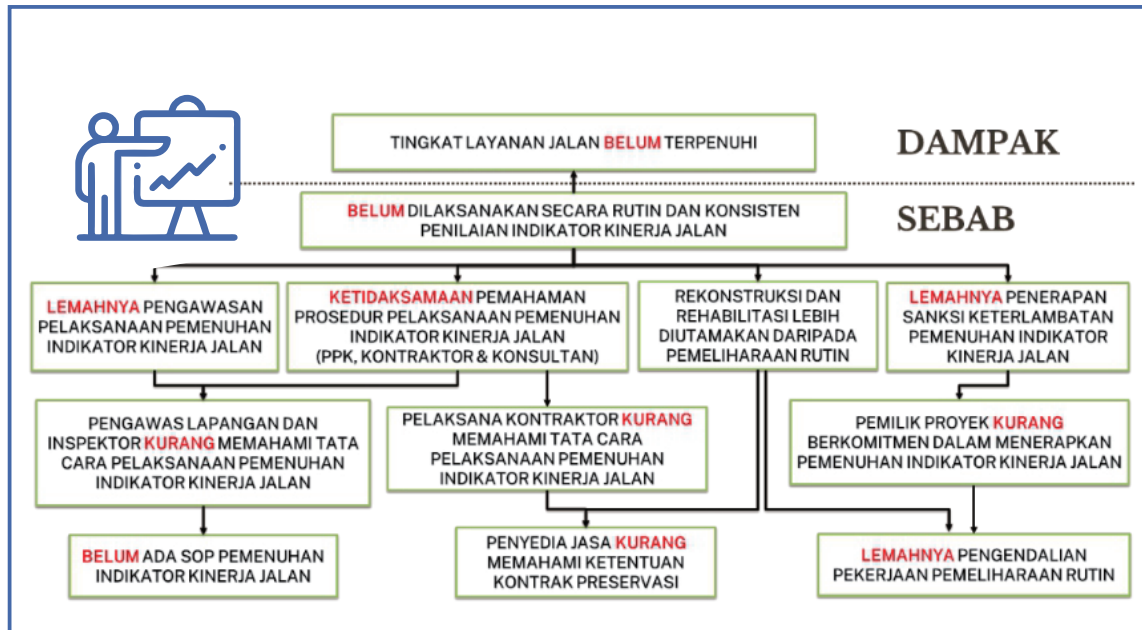 TINGKAT LAYANAN JALAN BELUM TERPENUHI
DAMPAK
BELUM DILAKSANAKAN SECARA RUTIN DAN KONSISTEN
PENILAIAN INDIKATOR KINERJA JALAN
SEBAB
LEMAHNYA PENGAWASAN
PELAKSANAAN PEMENUHAN
INDIKATOR KINERJA JALAN
KETIDAKSAMAAN PEMAHAMAN
PROSEDUR PELAKSANAAN PEMENUHAN
INDIKATOR KINERJA JALAN
(PPK, KONTRAKTOR & KONSULTAN)
REKONSTRUKSI DAN
REHABILITASI LEBIH
DIUTAMAKAN DARIPADA
PEMELIHARAAN RUTIN
LEMAHNYA PENERAPAN
SANKSI KETERLAMBATAN
PEMENUHAN INDIKATOR
KINERJA JALAN
PENGAWAS LAPANGAN DAN
INSPEKTOR KURANG MEMAHAMI TATA
CARA PELAKSANAAN PEMENUHAN
INDIKATOR KINERJA JALAN
PELAKSANA KONTRAKTOR KURANG
MEMAHAMI TATA CARA
PELAKSANAAN PEMENUHAN
INDIKATOR KINERJA JALAN
PEMILIK PROYEK KURANG
BERKOMITMEN DALAM MENERAPKAN
PEMENUHAN INDIKATOR KINERJA JALAN
BELUM ADA SOP PEMENUHAN
INDIKATOR KINERJA JALAN
PENYEDIA JASA KURANG
MEMAHAMI KETENTUAN
KONTRAK PRESERVASI
LEMAHNYA PENGENDALIAN
PEKERJAAN PEMELIHARAAN RUTIN